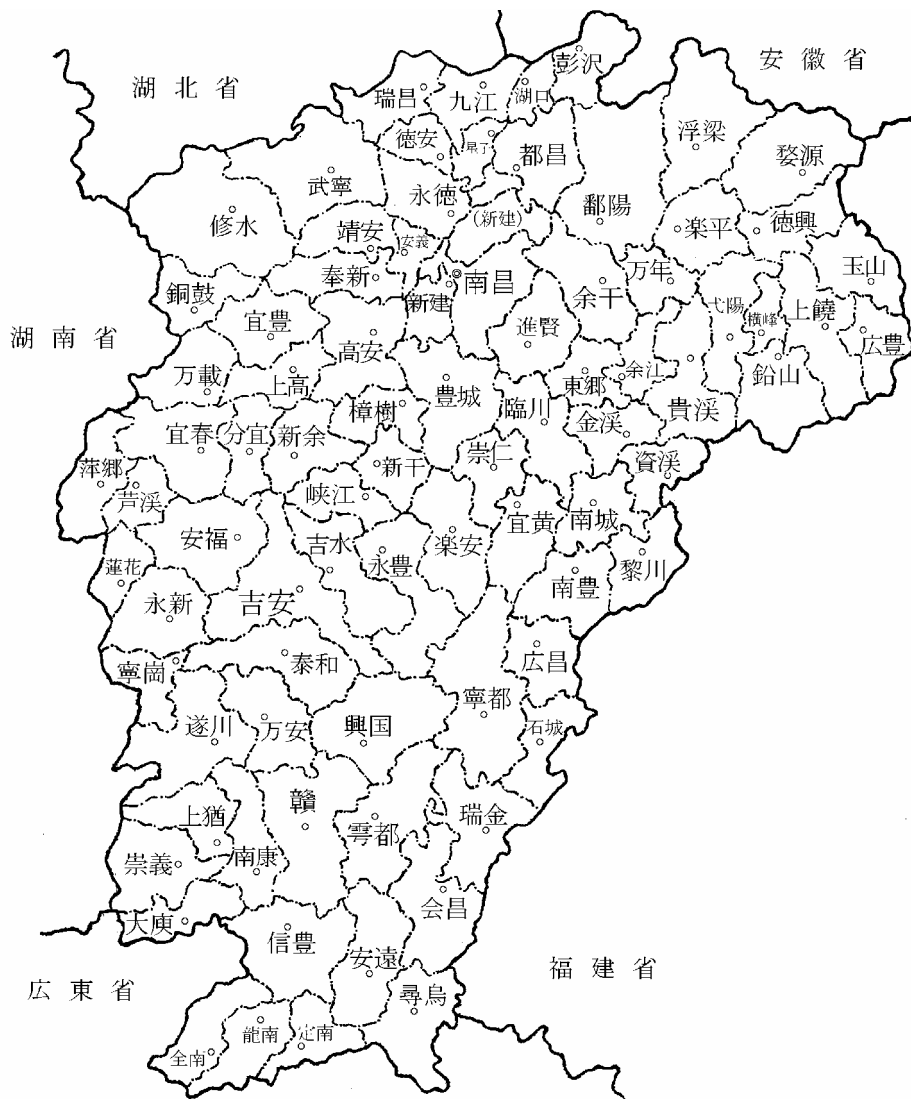 湖北省
安徽省
彭沢
瑞昌
九江
湖口
徳安
都昌
浮梁
婺源
武寧
永徳
鄱陽
修水
(新建)
楽平
徳興
靖安
安義
奉新
南昌
万年
玉山
銅鼓
新建
余干
宜豊
進賢
弋陽
横峰
上饒
湖南省
高安
広豊
万載
上高
豊城
東郷
余江
鉛山
樟樹
臨川
金渓
貴渓
宜春
分宜
新余
崇仁
萍郷
新干
資渓
芦渓
峡江
宜黄
南城
安福
吉水
永豊
楽安
蓮花
黎川
南豊
永新
吉安
寧崗
泰和
広昌
寧都
遂川
万安
興国
石城
贛
上猶
雩都
瑞金
崇義
南康
会昌
大庾
信豊
安遠
福建省
広東省
尋烏
龍南
定南
全南